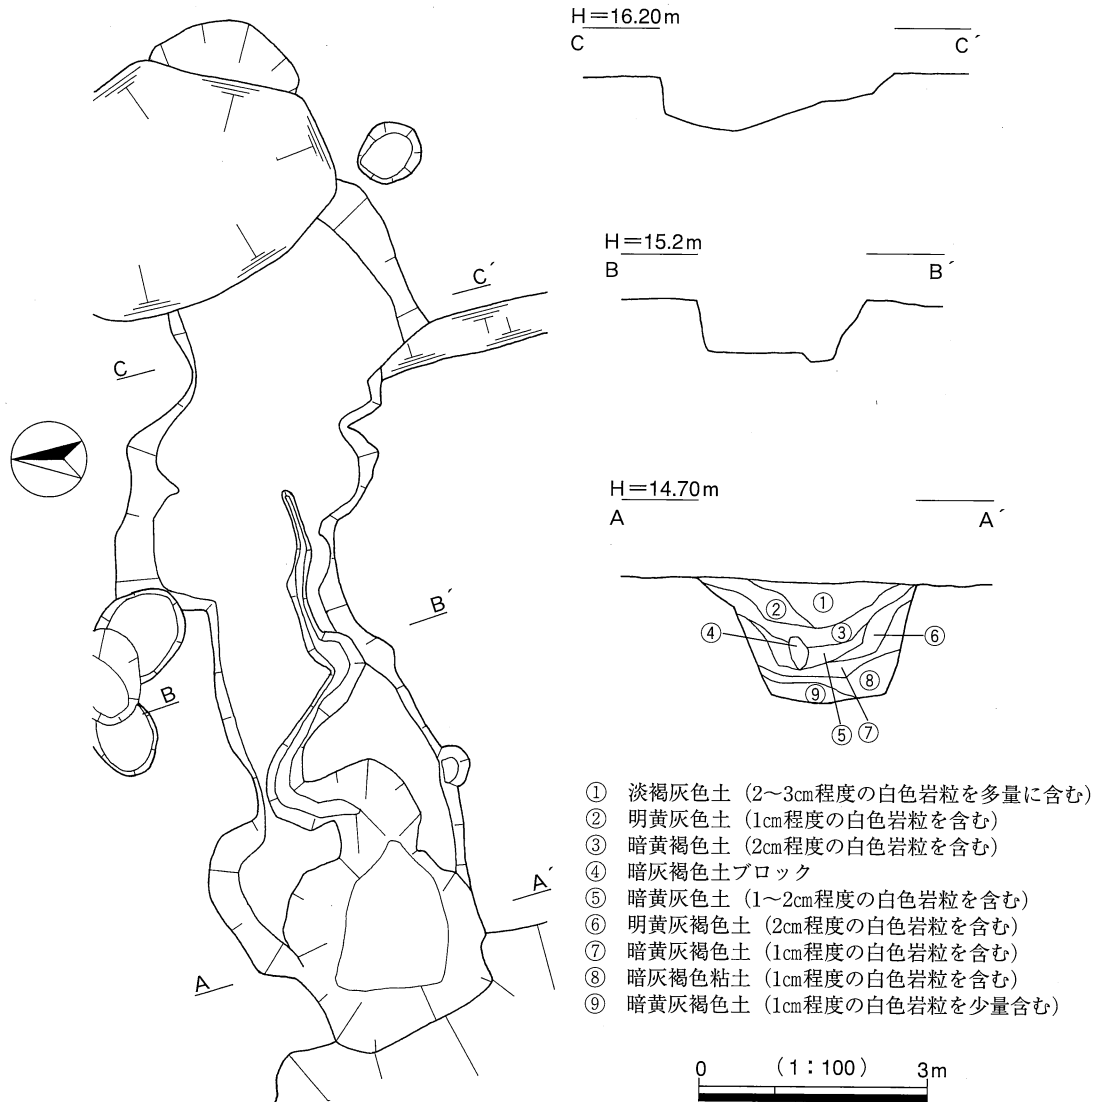 H＝16.20m
C C´
H＝15.2m
B B´
H＝14.70m
A A´
①
②
③
④
⑥
⑧
⑨
⑤ ⑦
C´
C
B´
B
A´
A
① 淡褐灰色土（2〜3㎝程度の白色岩粒を多量に含む）
② 明黄灰色土（1㎝程度の白色岩粒を含む）
③ 暗黄褐色土（2㎝程度の白色岩粒を含む）
④ 暗灰褐色土ブロック
⑤ 暗黄灰色土（1〜2㎝程度の白色岩粒を含む）
⑥ 明黄灰褐色土（2㎝程度の白色岩粒を含む）
⑦ 暗黄灰褐色土（1㎝程度の白色岩粒を含む）
⑧ 暗灰褐色粘土（1㎝程度の白色岩粒を含む）
⑨ 暗黄灰褐色土（1㎝程度の白色岩粒を少量含む）
0 （1：100） 3m